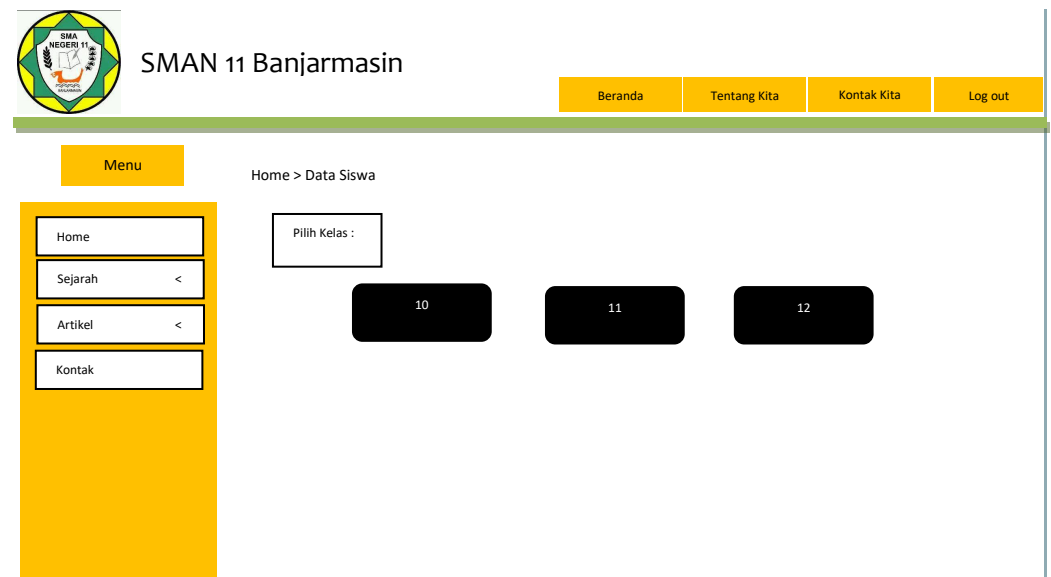 SMA
NEGERI 11
SMAN 11 Banjarmasin
Beranda
Tentang Kita
Kontak Kita
Log out
Menu
Home > Data Siswa
Home
Sejarah <
Artikel <
Kontak
Pilih Kelas :
10
11
12